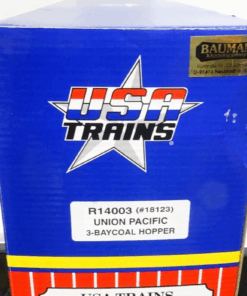 BAUMAN
USA
TRAINS
R14003 (#18123)
UNION PACIFIC
3-BAYCOAL HOPPER
USA TRAINS